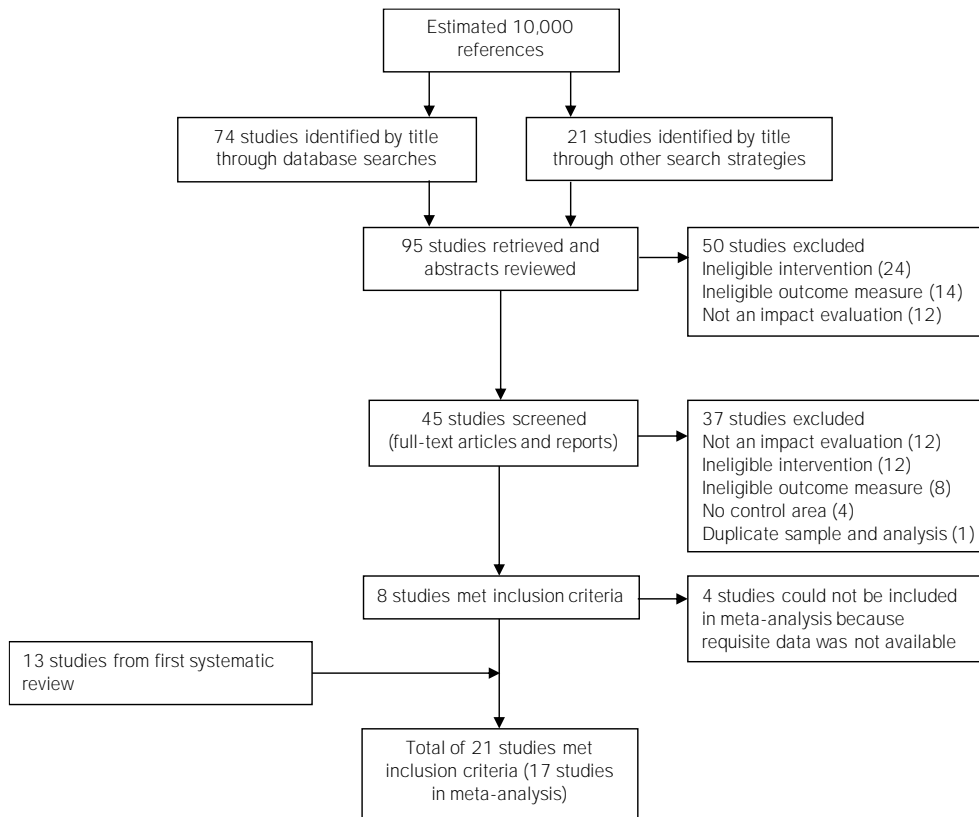 Estimated 10,000
references
74 studies identified by title
through database searches
21 studies identified by title
through other search strategies
95 studies retrieved and
abstracts reviewed
50 studies excluded
Ineligible intervention (24)
Ineligible outcome measure (14)
Not an impact evaluation (12)
45 studies screened
(full-text articles and reports)
37 studies excluded
Not an impact evaluation (12)
Ineligible intervention (12)
Ineligible outcome measure (8)
No control area (4)
Duplicate sample and analysis (1)
8 studies met inclusion criteria
4 studies could not be included
in meta-analysis because
requisite data was not available
13 studies from first systematic
review
Total of 21 studies met
inclusion criteria (17 studies
in meta-analysis)